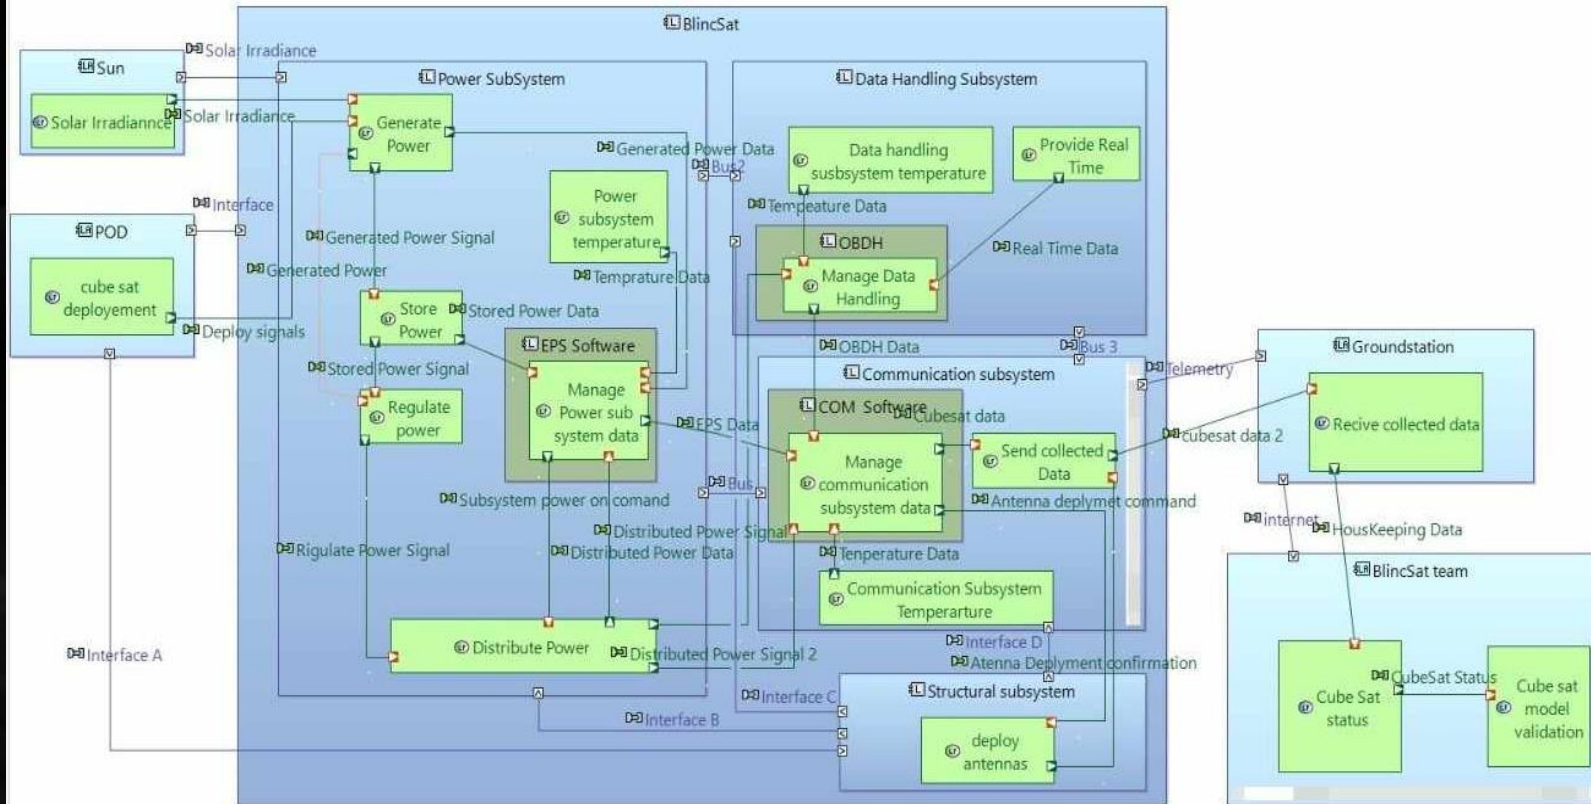 BlincSat
Solar Irradiance
Sun
Power SubSystem
Data Handling Subsystem
Solar Irradiannce
Solar Irradiance
Generate
Power
Generated Power Data
Bus2
Data handling
susbsystem temperature
Provide Real
Time
Interface
Power
subsystem
temperature
Tempeature Data
POD
Generated Power Signal
OBDH
Real Time Data
Generated Power
Temprature Data
Manage Data
Handling
cube sat
deployement
Store
Power
Stored Power Data
Deploy signals
EPS Software
OBDH Data
Bus 3
Groundstation
Stored Power Signal
Communication subsystem
Telemetry
Manage
Power sub
system data
Regulate
power
COM Software
Cubesat data
EPS Data
cubesat data 2
Recive collected data
Manage
communication
subsystem data
Send collected
Data
Bus
Subsystem power on comand
Antenna deplymet command
internet
HousKeeping Data
Distributed Power Signal
Rigulate Power Signal
Distributed Power Data
Tenperature Data
BlincSat team
Communication Subsystem
Temperarture
Interface A
Distribute Power
Distributed Power Signal 2
Interface D
Atenna Deplyment confirmation
CubeSat Status
Interface C
Structural subsystem
Cube Sat
status
Cube sat
model
validation
Interface B
deploy
antennas